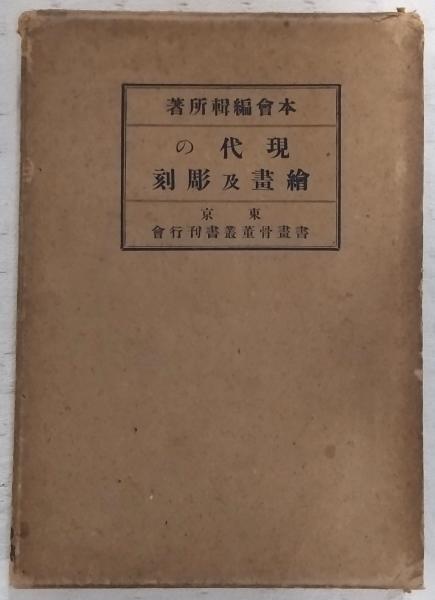 本會編輯所著
現代の
繪畫及彫刻
東京
書畫骨董叢書刊行會